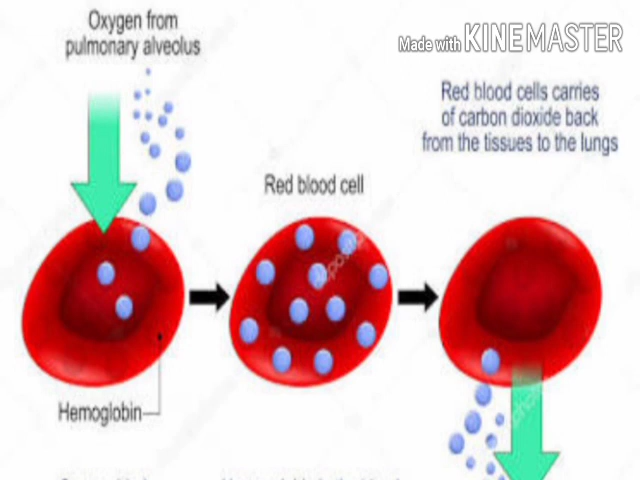 Oxygen from
pulmonary alveolus
Made with KINEMASTER
Red blood cells carries
of carbon dioxide back
from the tissues to the lungs
Red blood cell
Hemoglobin